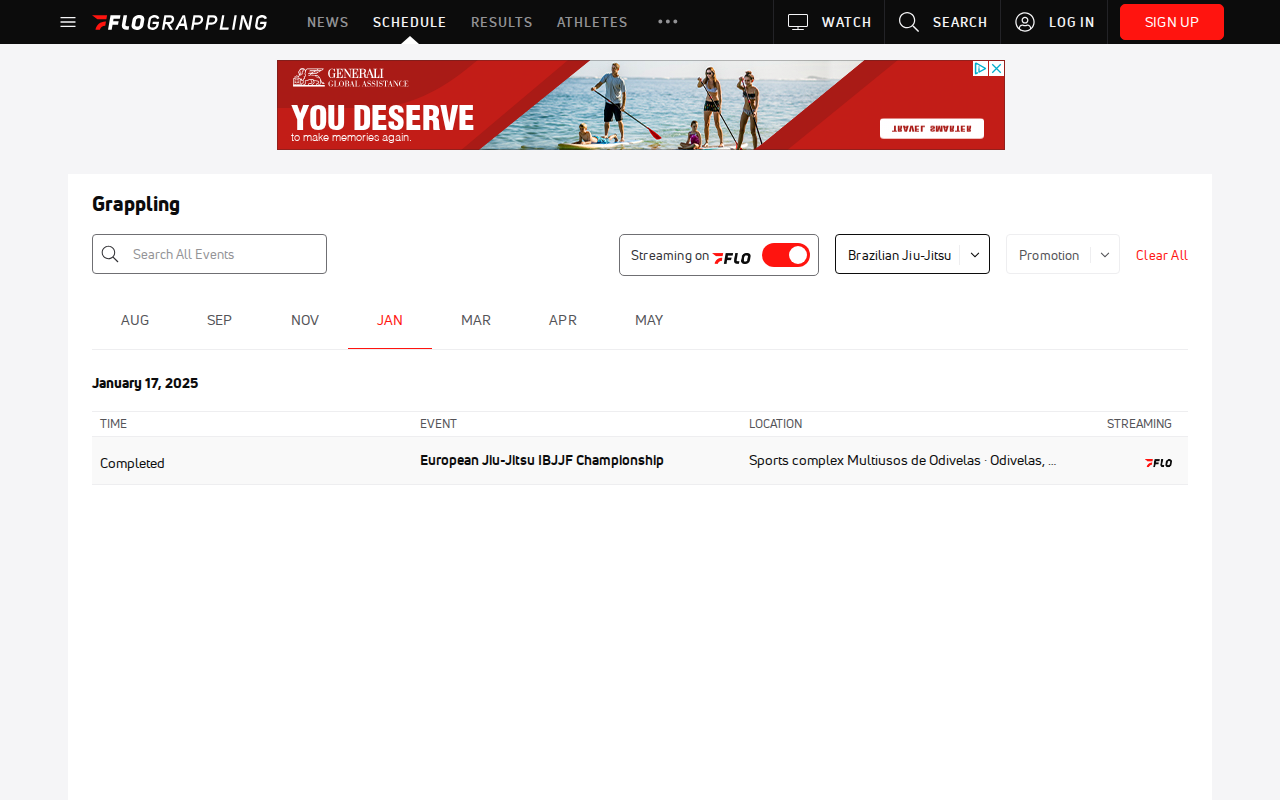 FLOGRAPPLING NEWS SCHEDULE RESULTS ATHLETES WATCH SEARCH LOG IN SIGN UP
GENERALI
GLOBAL ASSISTANCE
YOU DESERVE
to make memories again.
TRAVEL SMARTER
Grappling
Search All Events
Streaming on FLO
Brazilian Jiu-Jitsu
Promotion
Clear All
AUG SEP NOV JAN MAR APR MAY
January 17, 2025
TIME EVENT LOCATION STREAMING
Completed European Jiu-Jitsu IBJJF Championship Sports complex Multiusos de Odivelas · Odivelas, ... FLO